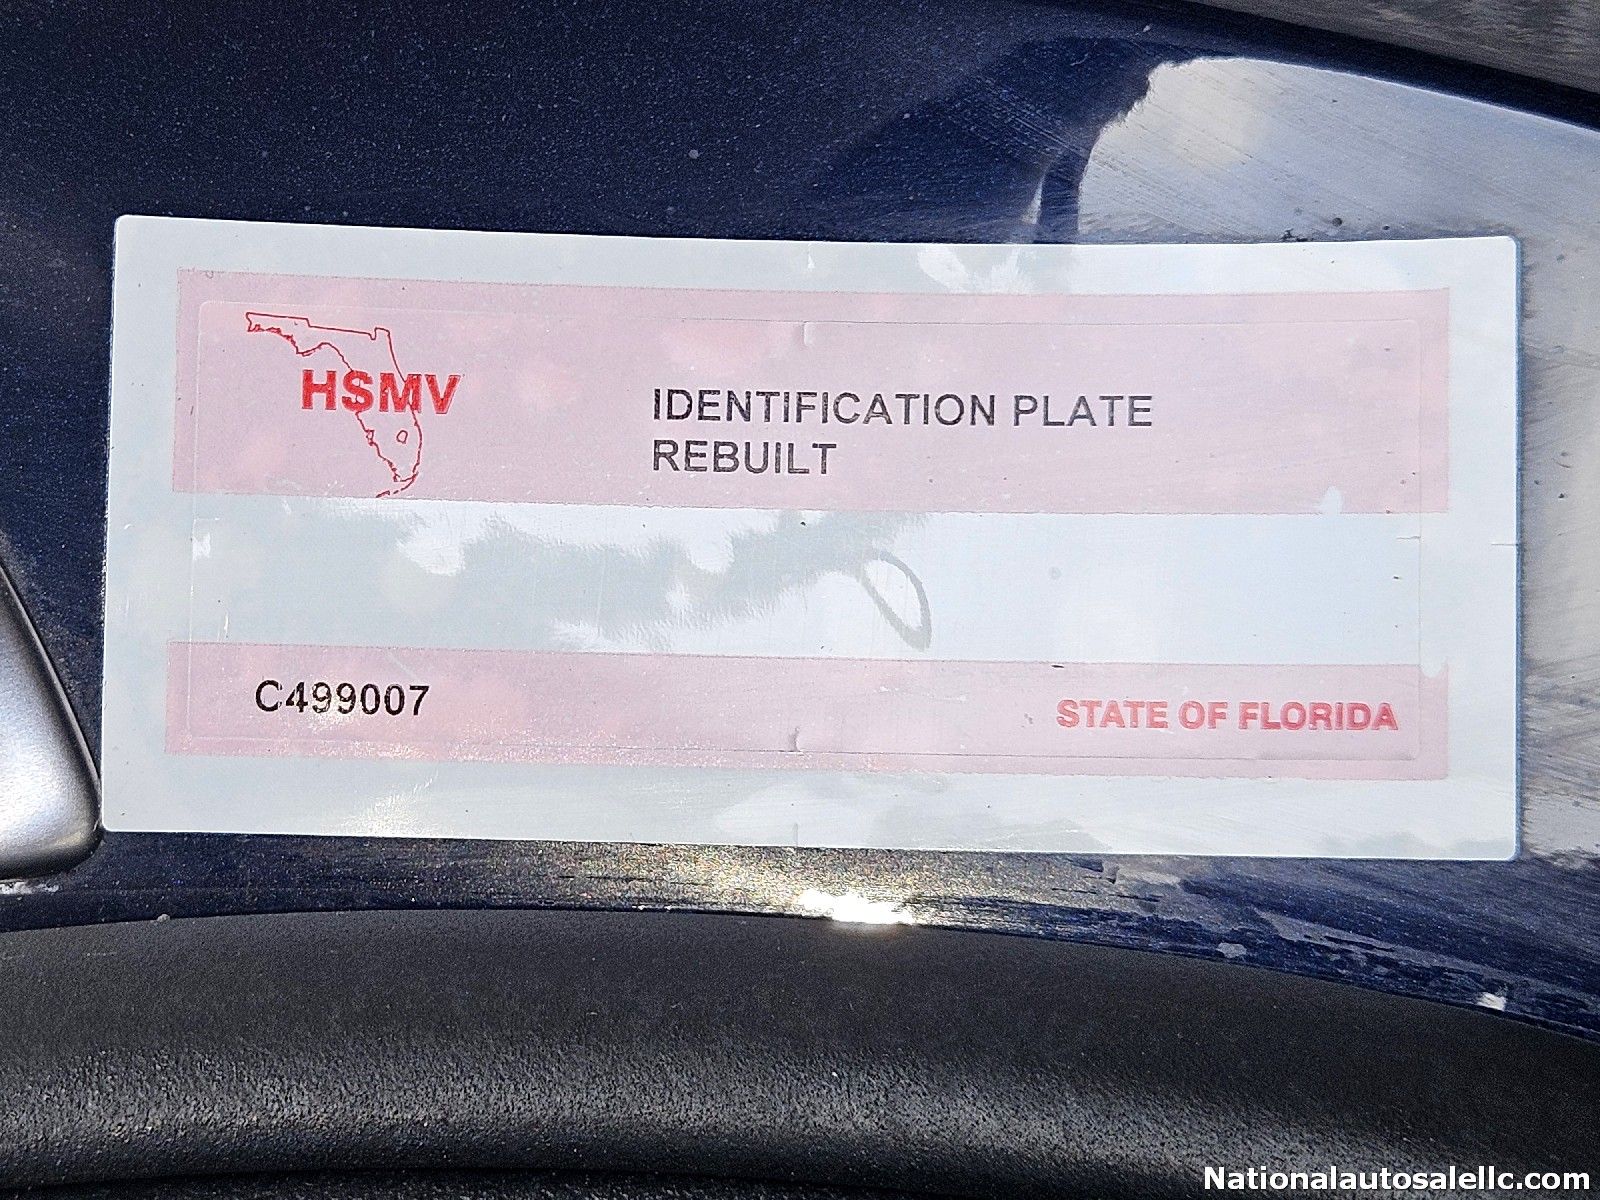 HSMV
IDENTIFICATION PLATE
REBUILT
C499007
STATE OF FLORIDA
Nationalautosalellc.com